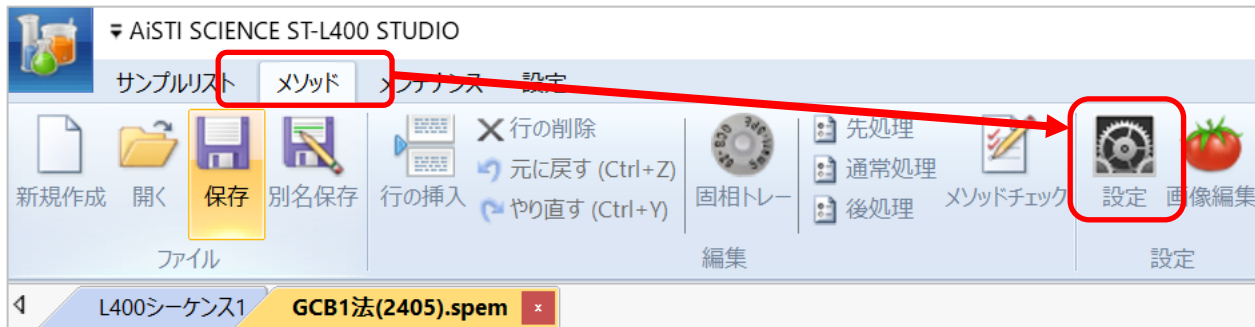 AiSTI SCIENCE ST-L400 STUDIO
サンプルリスト メソッド メンテナンス 設定
新規作成 開く 保存 別名保存 行の挿入 行の削除 元に戻す (Ctrl+Z) やり直す (Ctrl+Y) 固相トレー 先処理 通常処理 後処理 メソッドチェック 設定 画像編集
ファイル 編集 設定
L400シーケンス1 GCB1法(2405).spem x